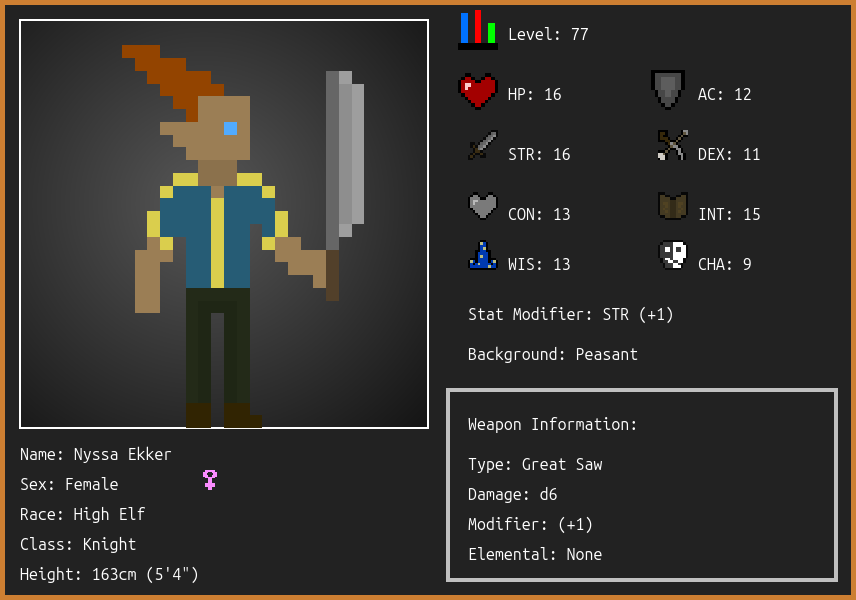 Level: 77
HP: 16
AC: 12
STR: 16
DEX: 11
CON: 13
INT: 15
WIS: 13
CHA: 9
Stat Modifier: STR (+1)
Background: Peasant
Weapon Information:
Type: Great Saw
Damage: d6
Modifier: (+1)
Elemental: None
Name: Nyssa Ekker
Sex: Female
Race: High Elf
Class: Knight
Height: 163cm (5'4")